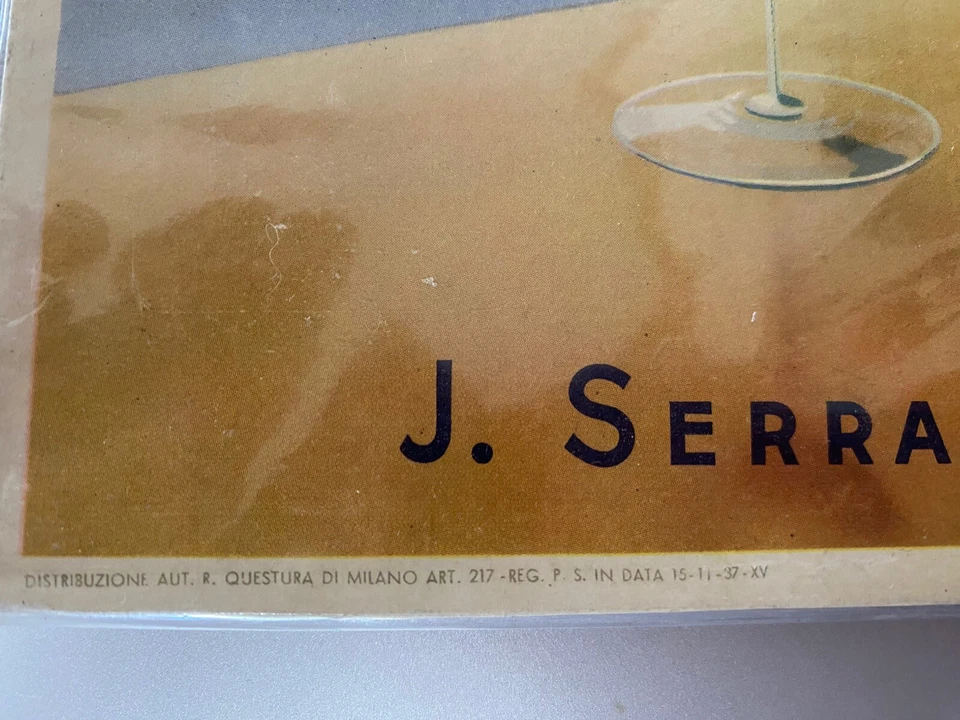 J. SERRA
DISTRIBUZIONE AUT. R. QUESTURA DI MILANO ART. 217 - REG. P. S. IN DATA 15-11-37-XV